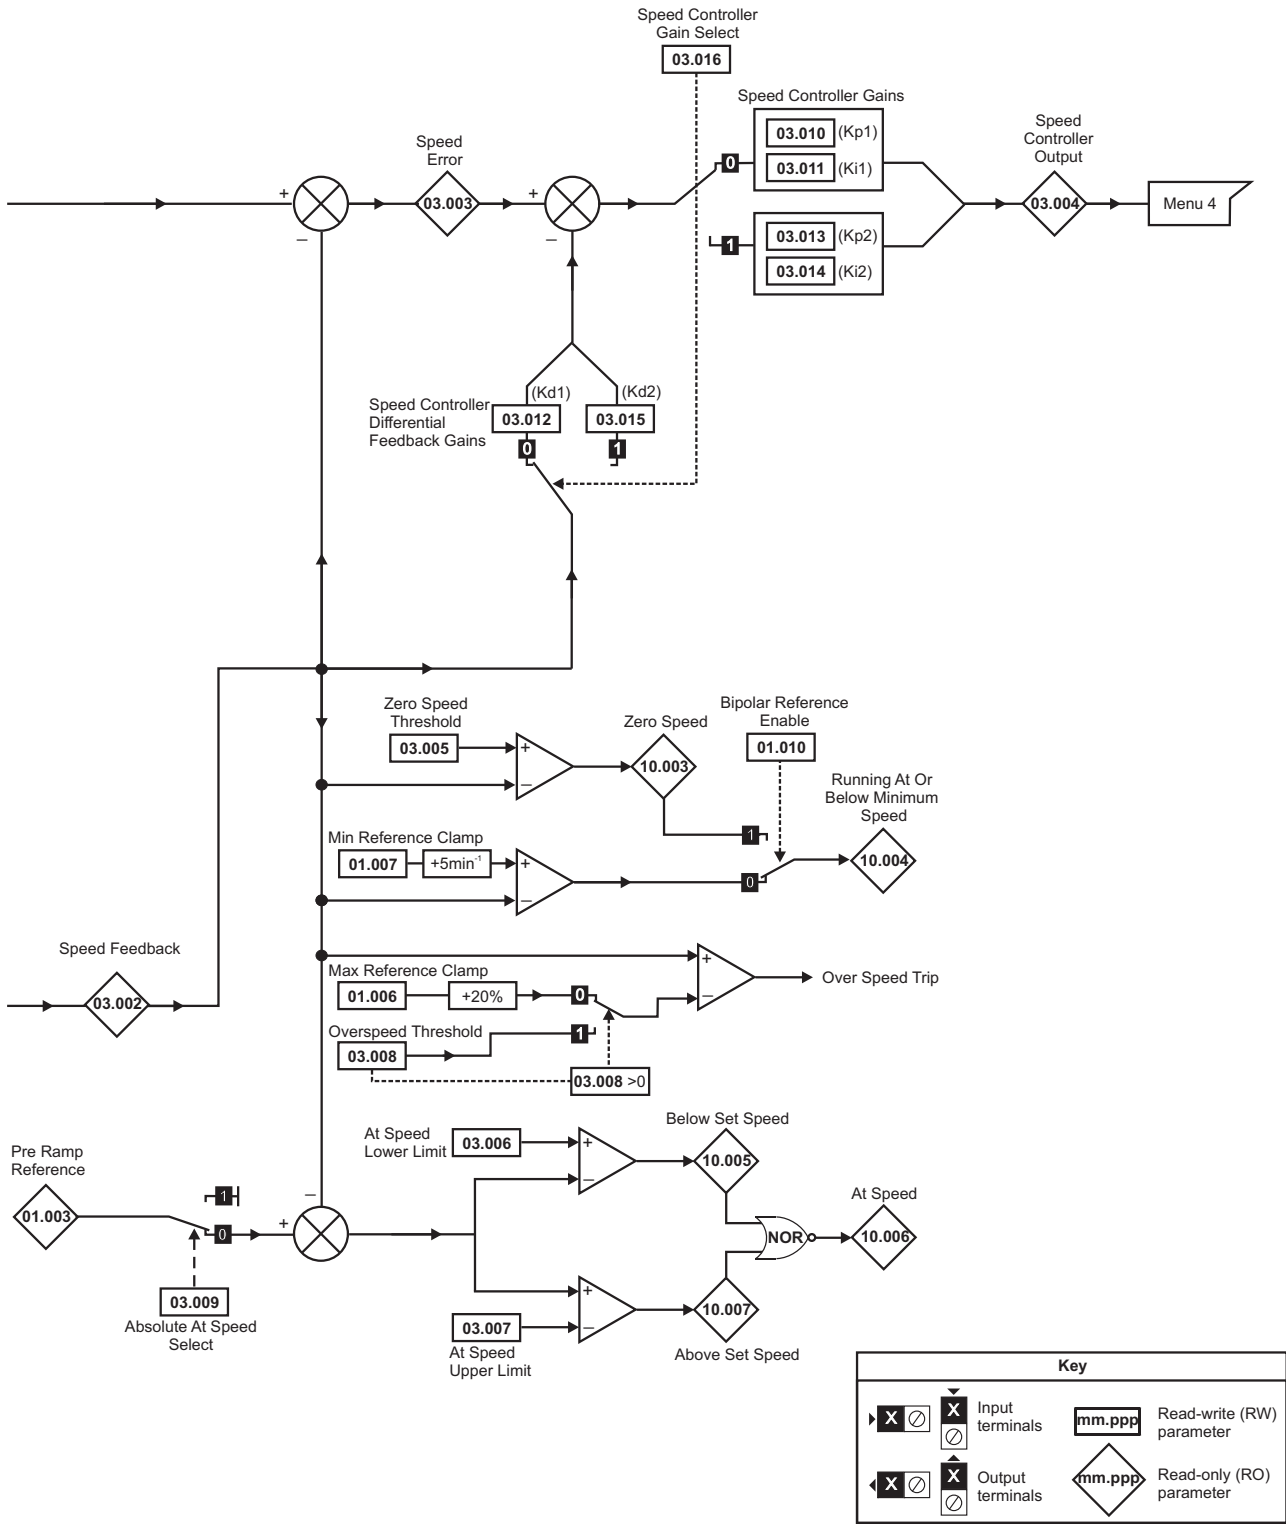 Speed Controller
Gain Select
03.016
Speed Controller Gains
03.010 (Kp1)
03.011 (Ki1)
0
Speed
Error
03.003
+
–
+
–
Speed
Controller
Output
03.004
Menu 4
1
03.013 (Kp2)
03.014 (Ki2)
(Kd1)
(Kd2)
Speed Controller
Differential
Feedback Gains
03.012
03.015
0
1
Zero Speed
Threshold
03.005
+
–
Zero Speed
10.003
Bipolar Reference
Enable
01.010
Running At Or
Below Minimum
Speed
10.004
1
Min Reference Clamp
01.007
+5min-1
+
–
0
Speed Feedback
03.002
Max Reference Clamp
01.006
+20%
0
+
–
Over Speed Trip
Overspeed Threshold
03.008
1
03.008 >0
Pre Ramp
Reference
01.003
1
0
+
–
03.009
Absolute At Speed
Select
At Speed
Lower Limit
03.006
+
–
Below Set Speed
10.005
NOR
At Speed
10.006
+
–
03.007
At Speed
Upper Limit
10.007
Above Set Speed
Key
X
X
Input
terminals
mm.ppp
Read-write (RW)
parameter
X
X
Output
terminals
mm.ppp
Read-only (RO)
parameter